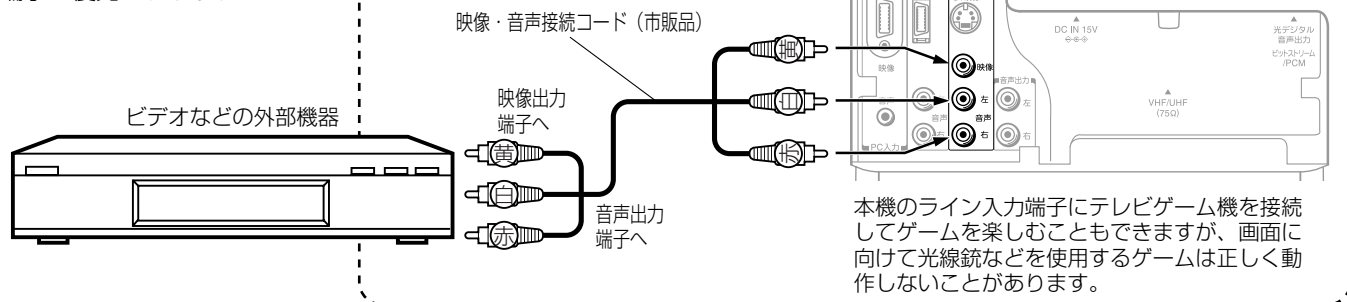 映像・音声接続コード（市販品）
ビデオなどの外部機器
映像出力
端子へ
音声出力
端子へ
黄
白
赤
黄
白
赤
映像
音声
PC入力
音声
右
映像
左
音声
右
音声出力
左
右
DC IN 15V
VHF/UHF
(75Ω)
光デジタル
音声出力
ビットストリーム
/PCM
本機のライン入力端子にテレビゲーム機を接続
してゲームを楽しむこともできますが、画面に
向けて光線銃などを使用するゲームは正しく動
作しないことがあります。